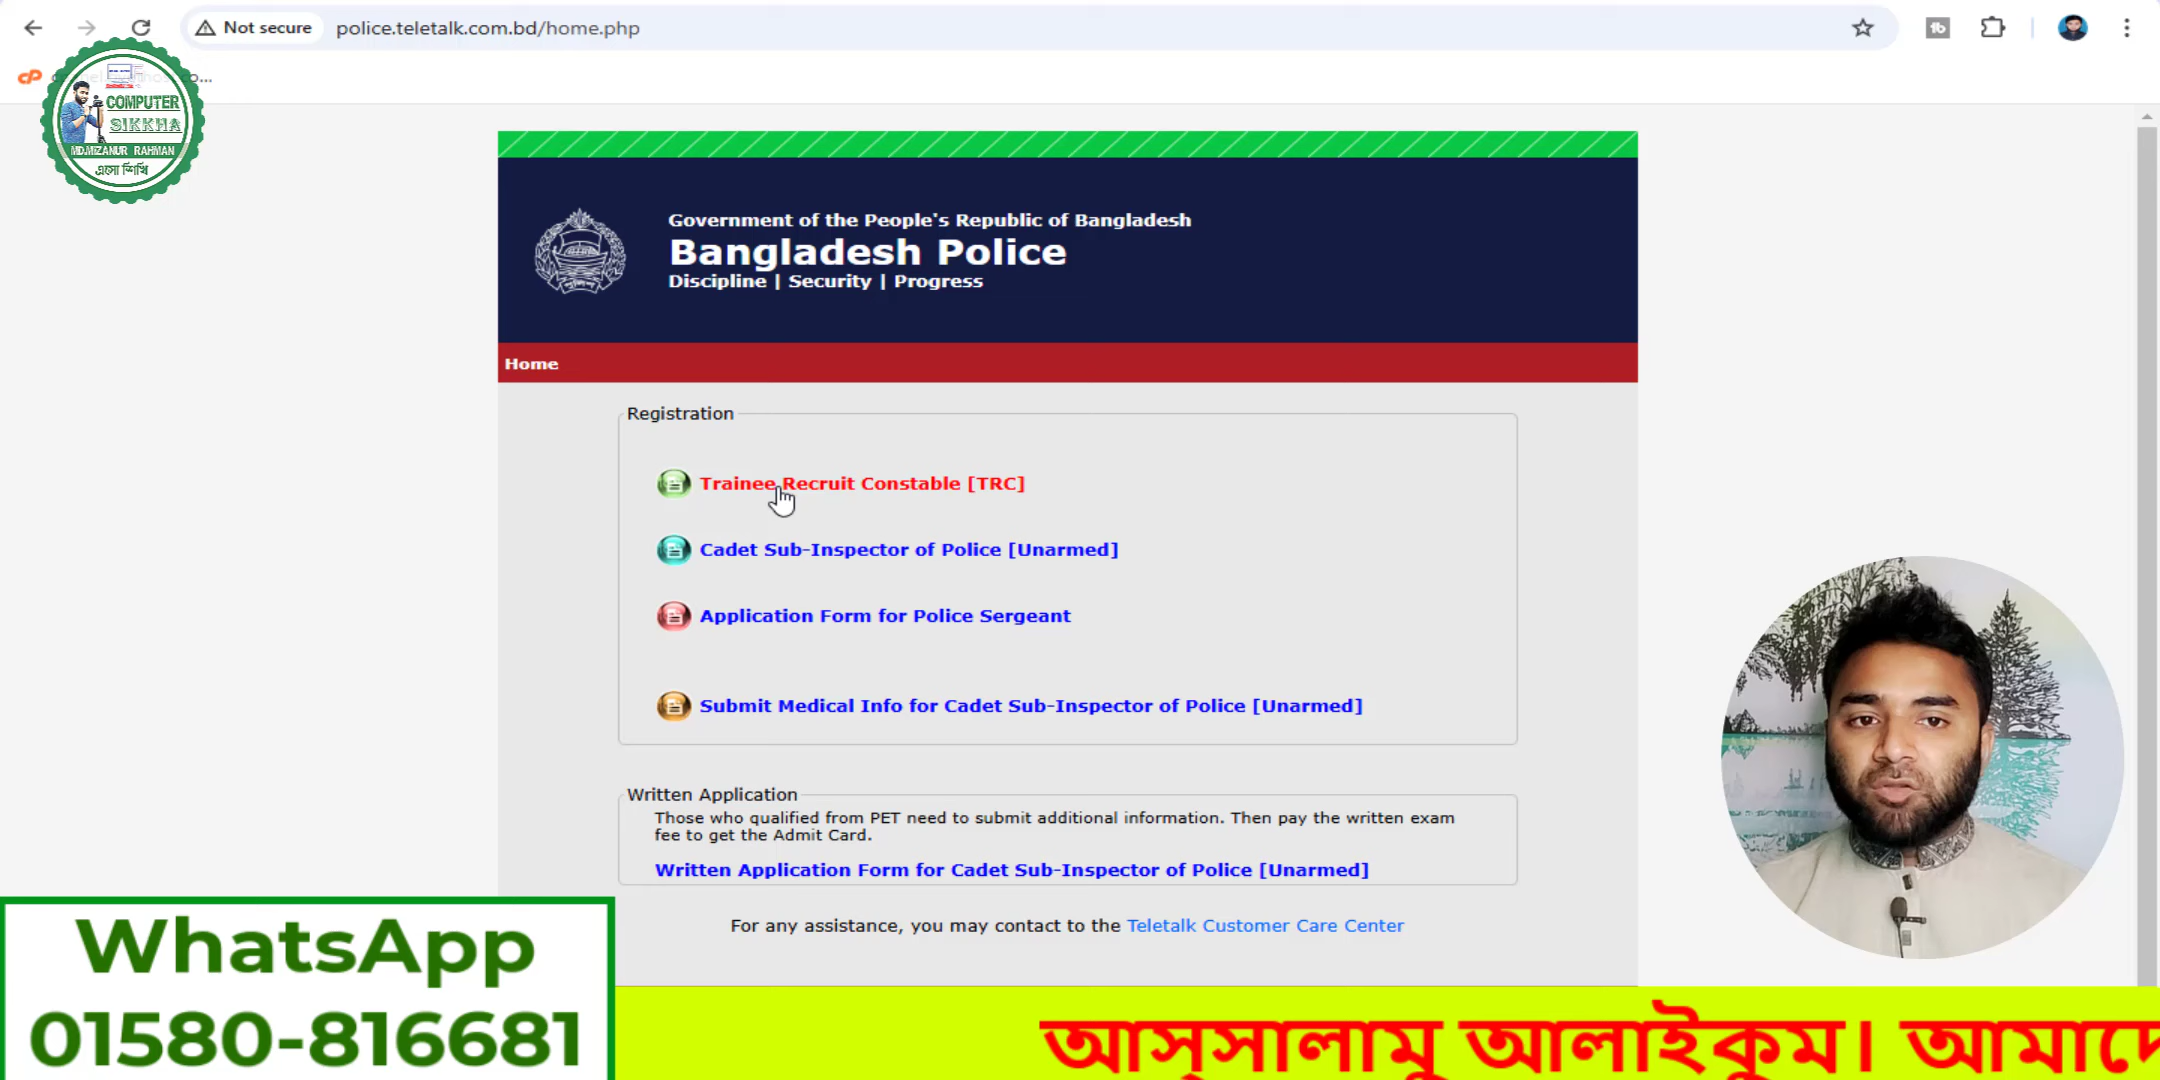 Not secure
police.teletalk.com.bd/home.php
COMPUTER
SIKKHA
MD.MIZANUR RAHMAN
এসো শিখি
Government of the People's Republic of Bangladesh
Bangladesh Police
Discipline | Security | Progress
Home
Registration
Trainee Recruit Constable [TRC]
Cadet Sub-Inspector of Police [Unarmed]
Application Form for Police Sergeant
Submit Medical Info for Cadet Sub-Inspector of Police [Unarmed]
Written Application
Those who qualified from PET need to submit additional information. Then pay the written exam
fee to get the Admit Card.
Written Application Form for Cadet Sub-Inspector of Police [Unarmed]
For any assistance, you may contact to the Teletalk Customer Care Center
WhatsApp
01580-816681
আস্সালামু আলাইকুম। আমাদে